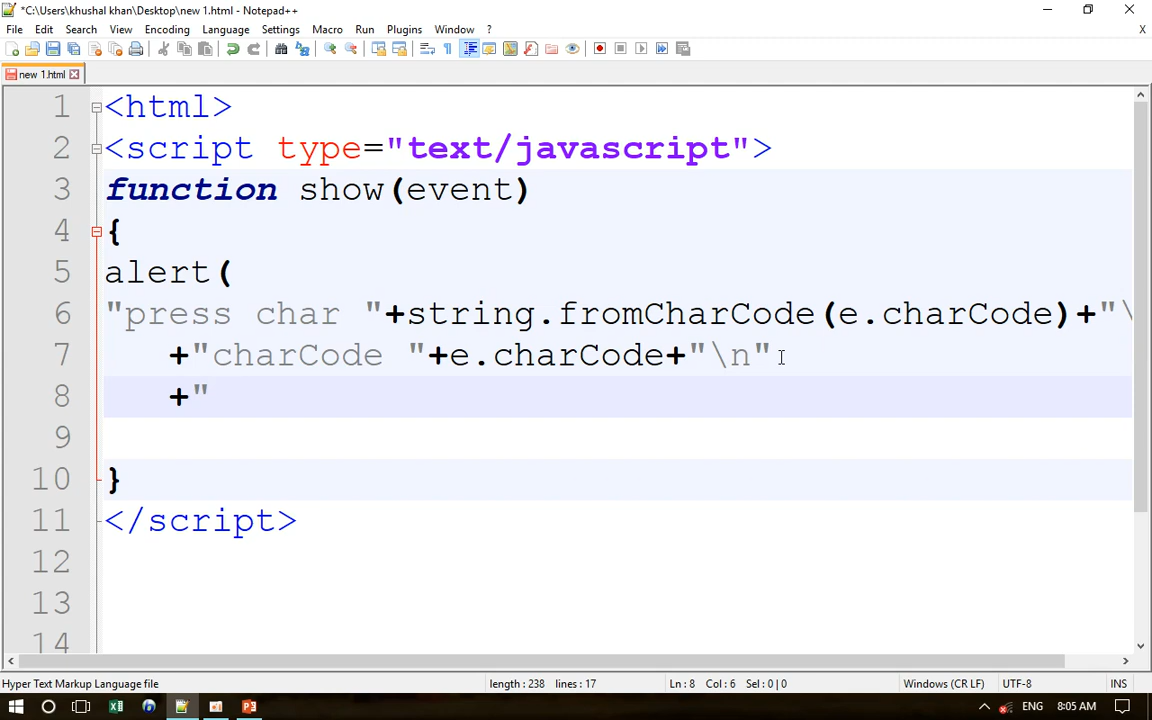 *C:\Users\khushal khan\Desktop\new 1.html - Notepad++
File Edit Search View Encoding Language Settings Macro Run Plugins Window ? X
new 1.html
1 <html>
2 <script type="text/javascript">
3 function show(event)
4 {
5 alert(
6 "press char "+string.fromCharCode(e.charCode)+"\
7 +"charCode "+e.charCode+"\n"
8 +"
9
10 }
11 </script>
12
13
14
Hyper Text Markup Language file length : 238 lines : 17 Ln : 8 Col : 6 Sel : 0 | 0 Windows (CR LF) UTF-8 INS
ENG 8:05 AM